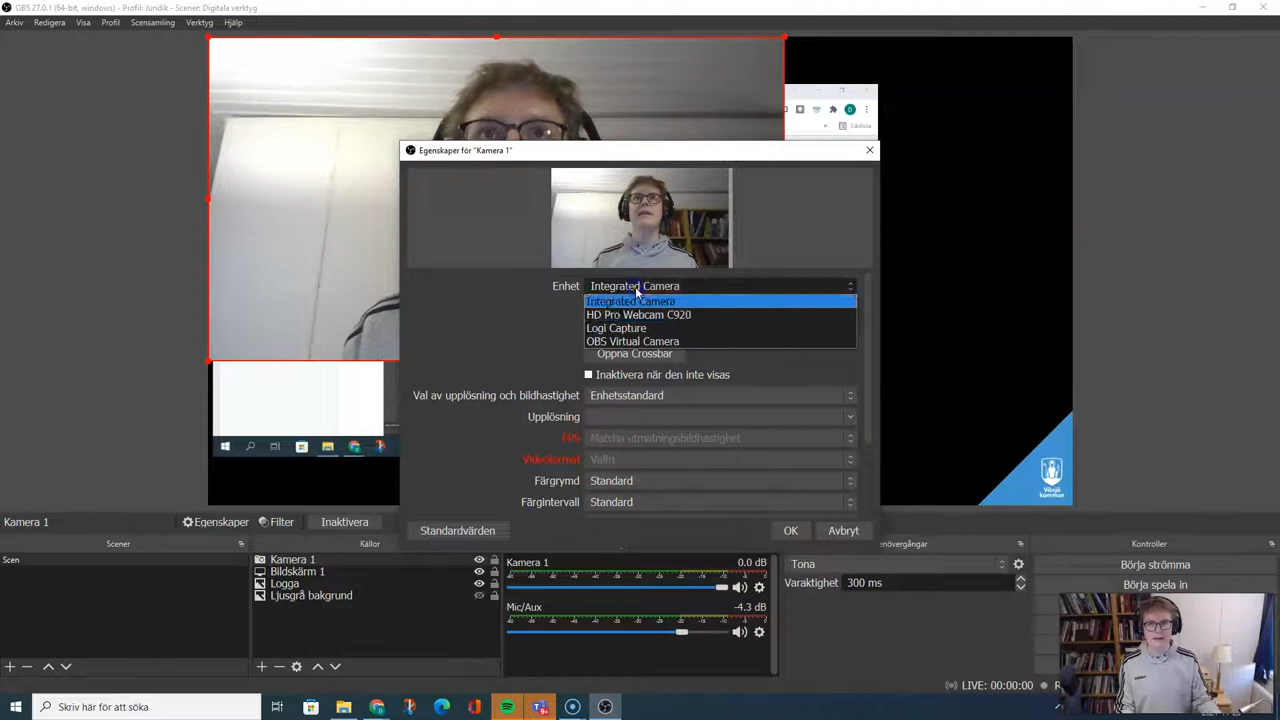 OBS 27.0.1 (64-bit, windows) - Profil: Juridik - Scener: Digitala verktyg
Arkiv Redigera Visa Profil Scensamling Verktyg Hjälp
D
Läslista
Egenskaper för "Kamera 1"
Enhet Integrated Camera
Integrated Camera
HD Pro Webcam C920
Logi Capture
OBS Virtual Camera
Öppna Crossbar
Inaktivera när den inte visas
Val av upplösning och bildhastighet Enhetsstandard
Upplösning
FPS Matcha utmatningsbildhastighet
Videoformat Valfri
Färgrymd Standard
Färgintervall Standard
Standardvärden OK Avbryt
Växjö
kommun
Kamera 1 Egenskaper Filter Inaktivera
Scener Källor Kontroller
Scen
Kamera 1
Bildskärm 1
Logga
Ljusgrå bakgrund
Kamera 1 0.0 dB
Mic/Aux -4.3 dB
Tona
Varaktighet 300 ms
Börja strömma
Börja spela in
LIVE: 00:00:00
Skriv här för att söka